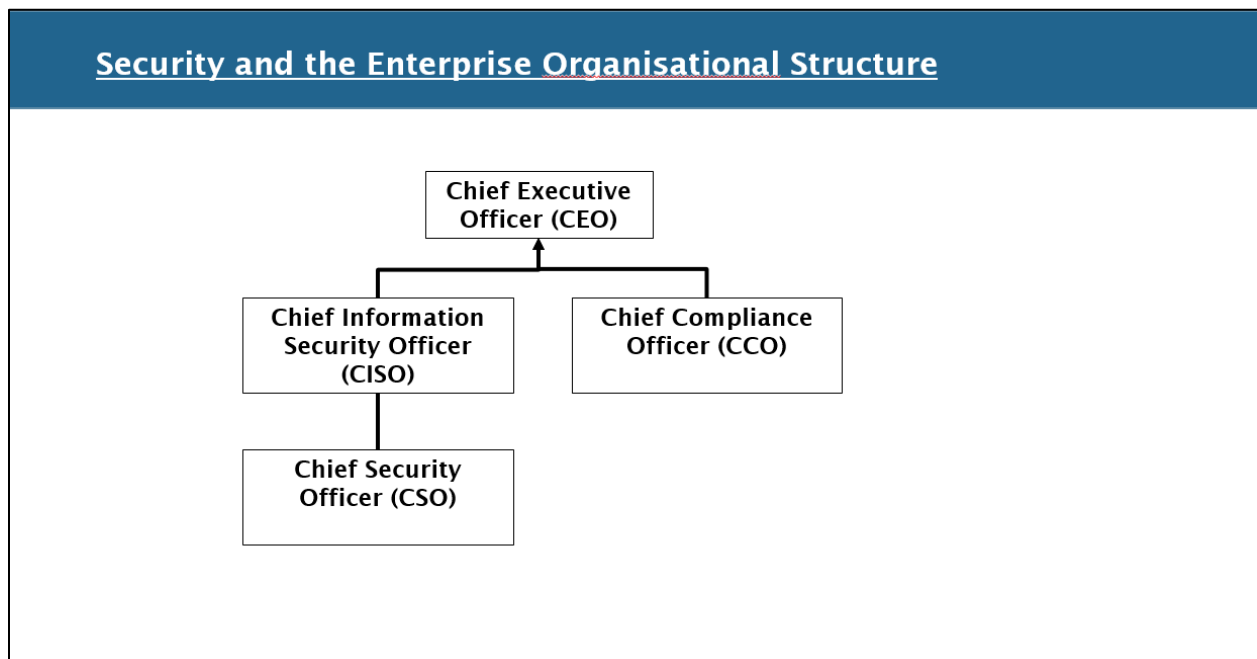 Security and the Enterprise Organisational Structure
Chief Executive
Officer (CEO)
Chief Information
Security Officer
(CISO)
Chief Compliance
Officer (CCO)
Chief Security
Officer (CSO)